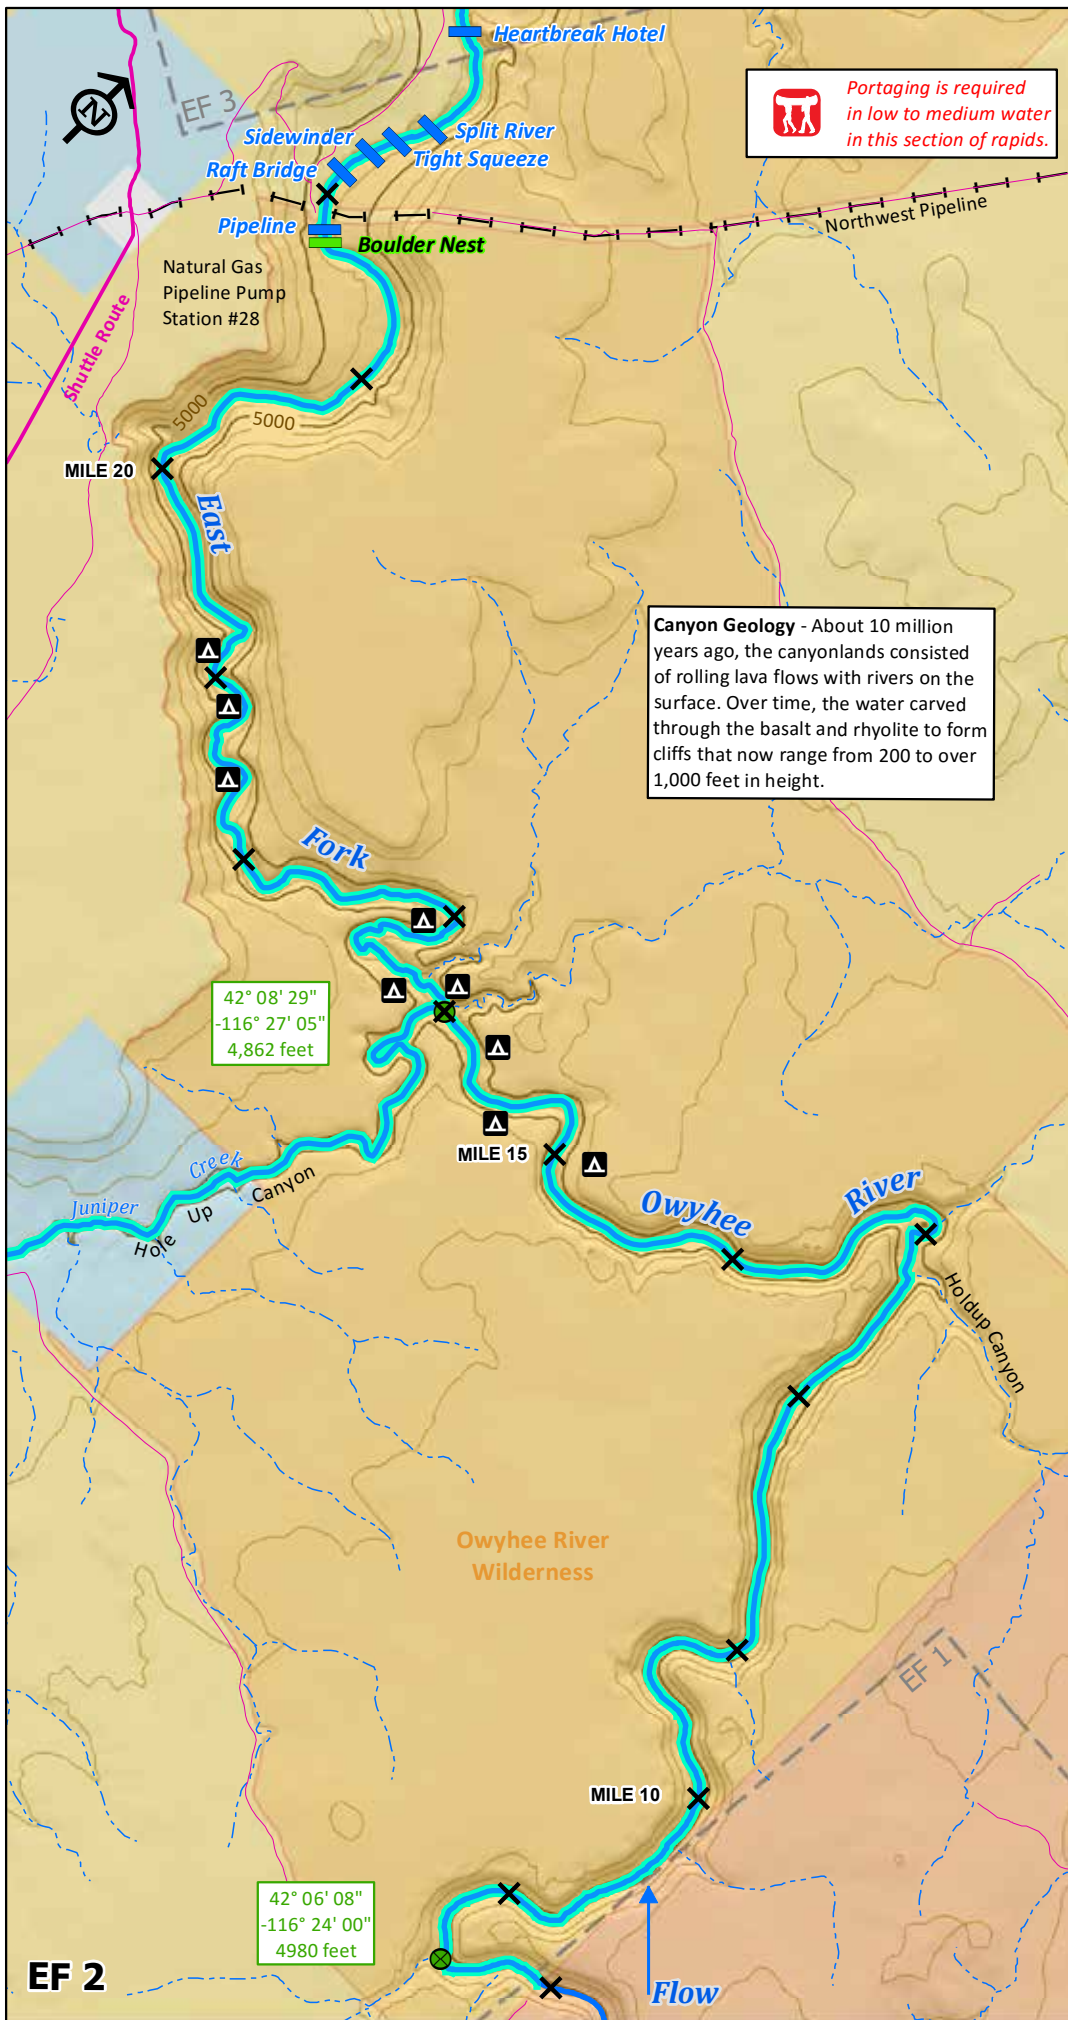 Heartbreak Hotel
N
EF 3
Portaging is required
in low to medium water
in this section of rapids.
Sidewinder
Split River
Tight Squeeze
Raft Bridge
Northwest Pipeline
Pipeline
Boulder Nest
Natural Gas
Pipeline Pump
Station #28
Shuttle Route
5000
5000
MILE 20
East
Canyon Geology - About 10 million
years ago, the canyonlands consisted
of rolling lava flows with rivers on the
surface. Over time, the water carved
through the basalt and rhyolite to form
cliffs that now range from 200 to over
1,000 feet in height.
Fork
42° 08' 29"
-116° 27' 05"
4,862 feet
MILE 15
Juniper Creek
Hole Up Canyon
Owyhee
River
Holdup Canyon
Owyhee River
Wilderness
EF 1
MILE 10
42° 06' 08"
-116° 24' 00"
4980 feet
EF 2
Flow